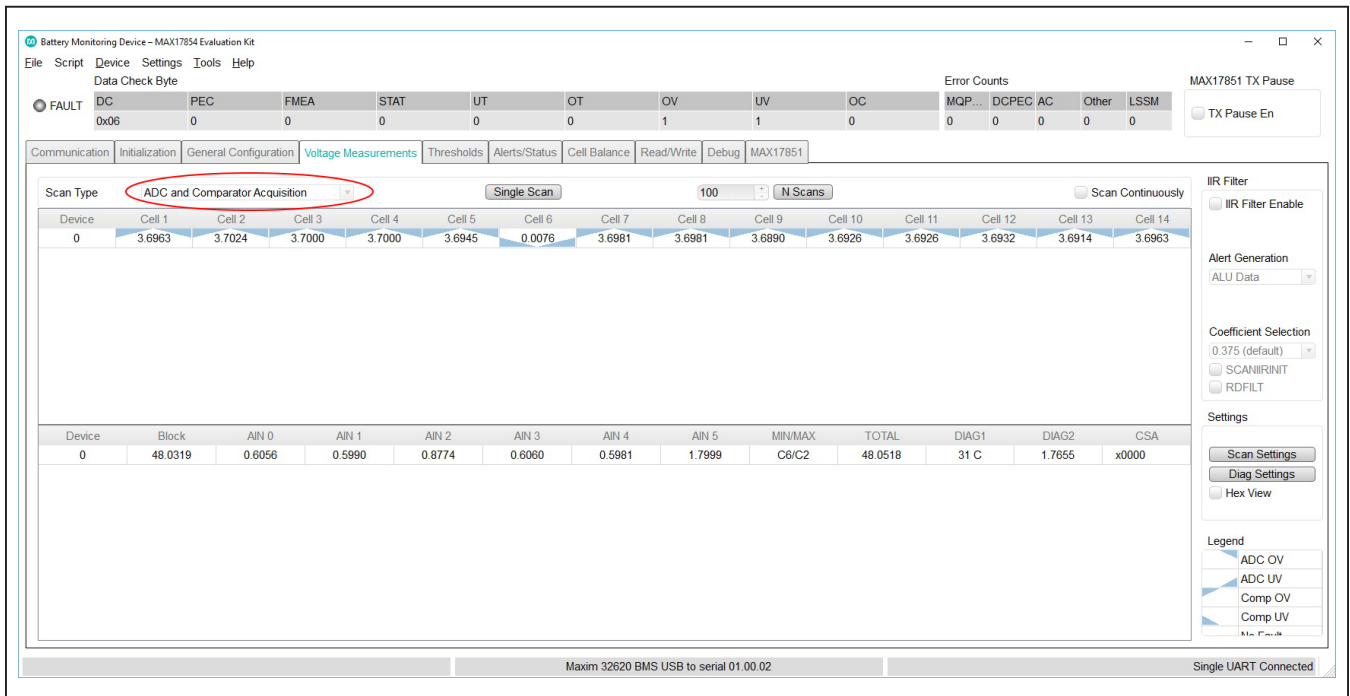 Battery Monitoring Device – MAX17854 Evaluation Kit
File Script Device Settings Tools Help
Data Check Byte Error Counts MAX17851 TX Pause
FAULT DC PEC FMEA STAT UT OT OV UV OC MQP... DCPEC AC Other LSSM
0x06 0 0 0 0 0 1 1 0 0 0 0 0 0 TX Pause En
Communication Initialization General Configuration Voltage Measurements Thresholds Alerts/Status Cell Balance Read/Write Debug MAX17851
Scan Type ADC and Comparator Acquisition Single Scan 100 N Scans Scan Continuously
Device Cell 1 Cell 2 Cell 3 Cell 4 Cell 5 Cell 6 Cell 7 Cell 8 Cell 9 Cell 10 Cell 11 Cell 12 Cell 13 Cell 14
0 3.6963 3.7024 3.7000 3.7000 3.6945 0.0076 3.6981 3.6981 3.6890 3.6926 3.6926 3.6932 3.6914 3.6963
Device Block AIN 0 AIN 1 AIN 2 AIN 3 AIN 4 AIN 5 MIN/MAX TOTAL DIAG1 DIAG2 CSA
0 48.0319 0.6056 0.5990 0.8774 0.6060 0.5981 1.7999 C6/C2 48.0518 31 C 1.7655 x0000
IIR Filter
IIR Filter Enable
Alert Generation
ALU Data
Coefficient Selection
0.375 (default)
SCANIIRINIT
RDFILT
Settings
Scan Settings
Diag Settings
Hex View
Legend
ADC OV
ADC UV
Comp OV
Comp UV
No Fault
Maxim 32620 BMS USB to serial 01.00.02 Single UART Connected